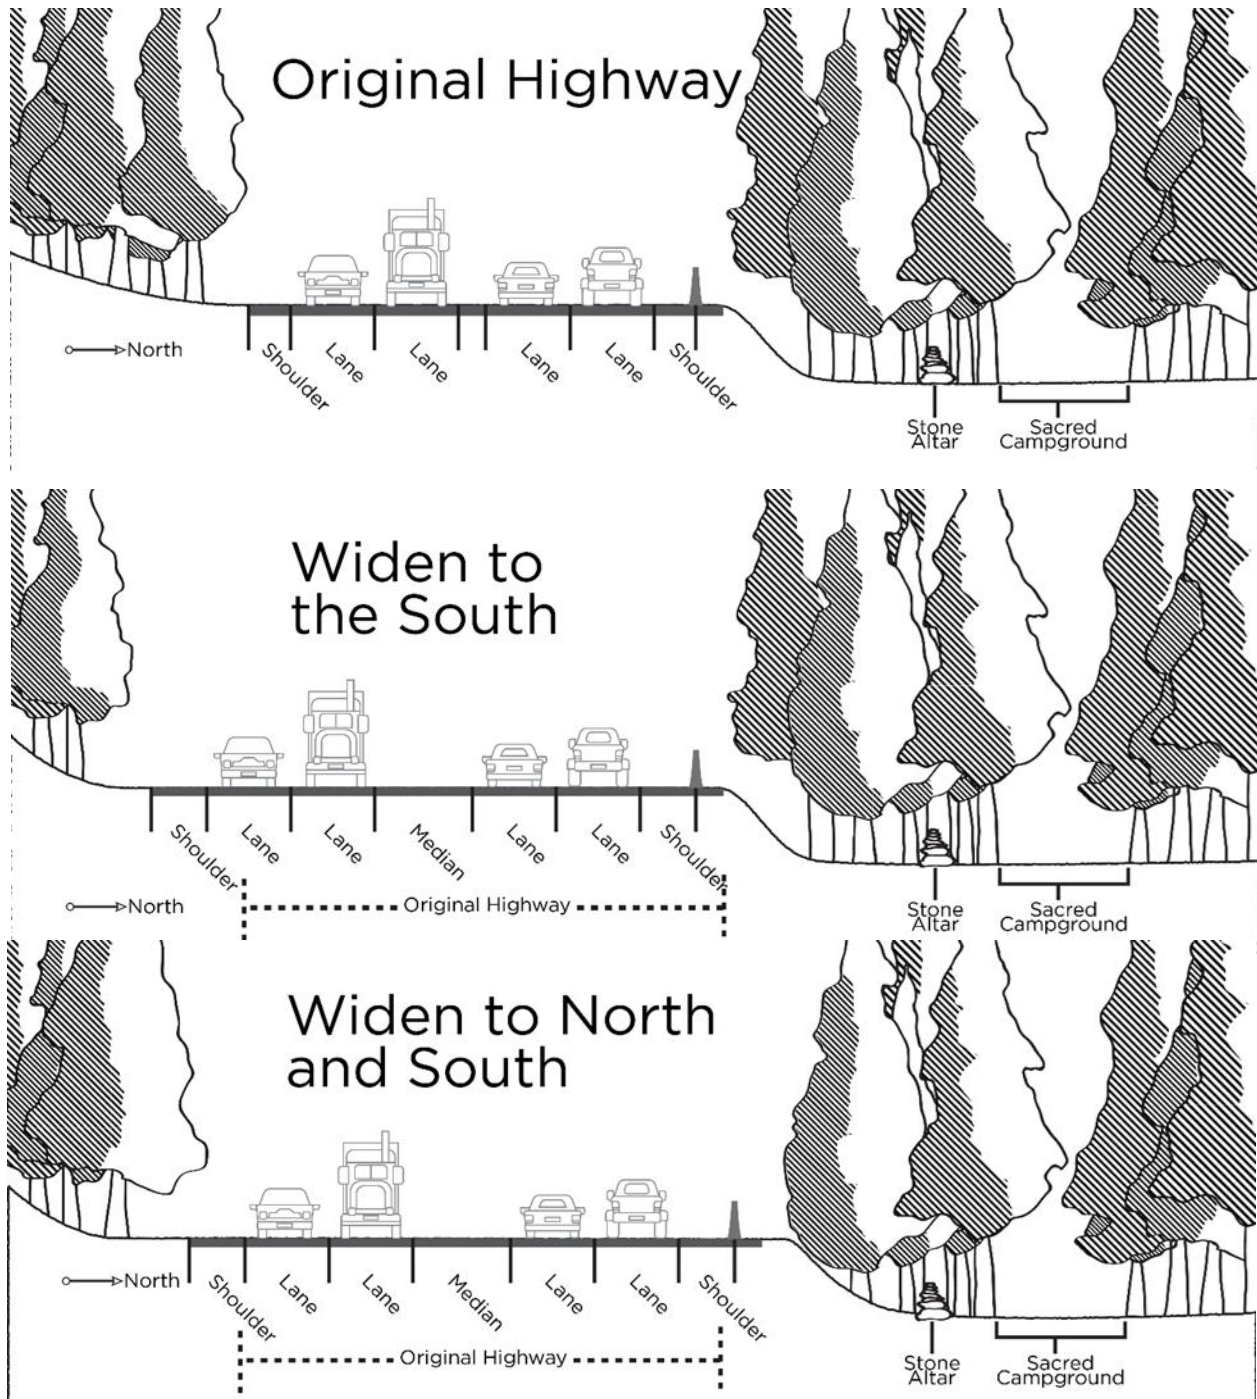 Original Highway
North
Shoulder
Lane
Lane
Lane
Lane
Shoulder
Stone
Altar
Sacred
Campground
Widen to
the South
Shoulder
Lane
Lane
Median
Lane
Lane
Shoulder
North
Original Highway
Stone
Altar
Sacred
Campground
Widen to North
and South
North
Shoulder
Lane
Lane
Median
Lane
Lane
Shoulder
Original Highway
Stone
Altar
Sacred
Campground